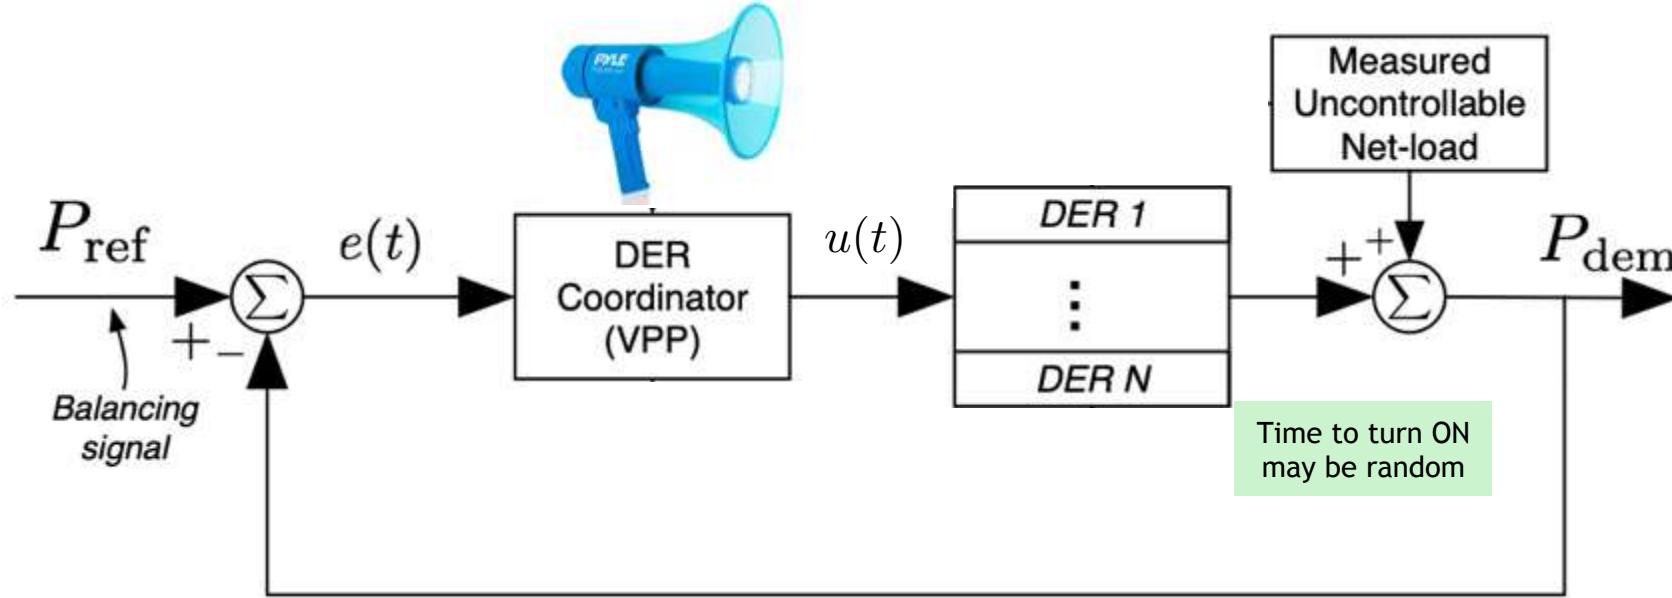 PYLE
Measured
Uncontrollable
Net-load
P_ref
e(t)
DER
Coordinator
(VPP)
u(t)
DER 1
⋮
DER N
+
+
P_dem
Σ
Σ
+
−
Balancing
signal
Time to turn ON
may be random